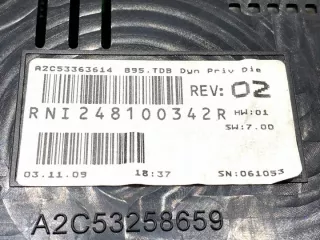 A2C53363614 B95.TDB Dyn Priv Die
REV: 02
RNI248100342R HW:01
SW:7.00
03.11.09 18:37 SN:061053
A2C53258659